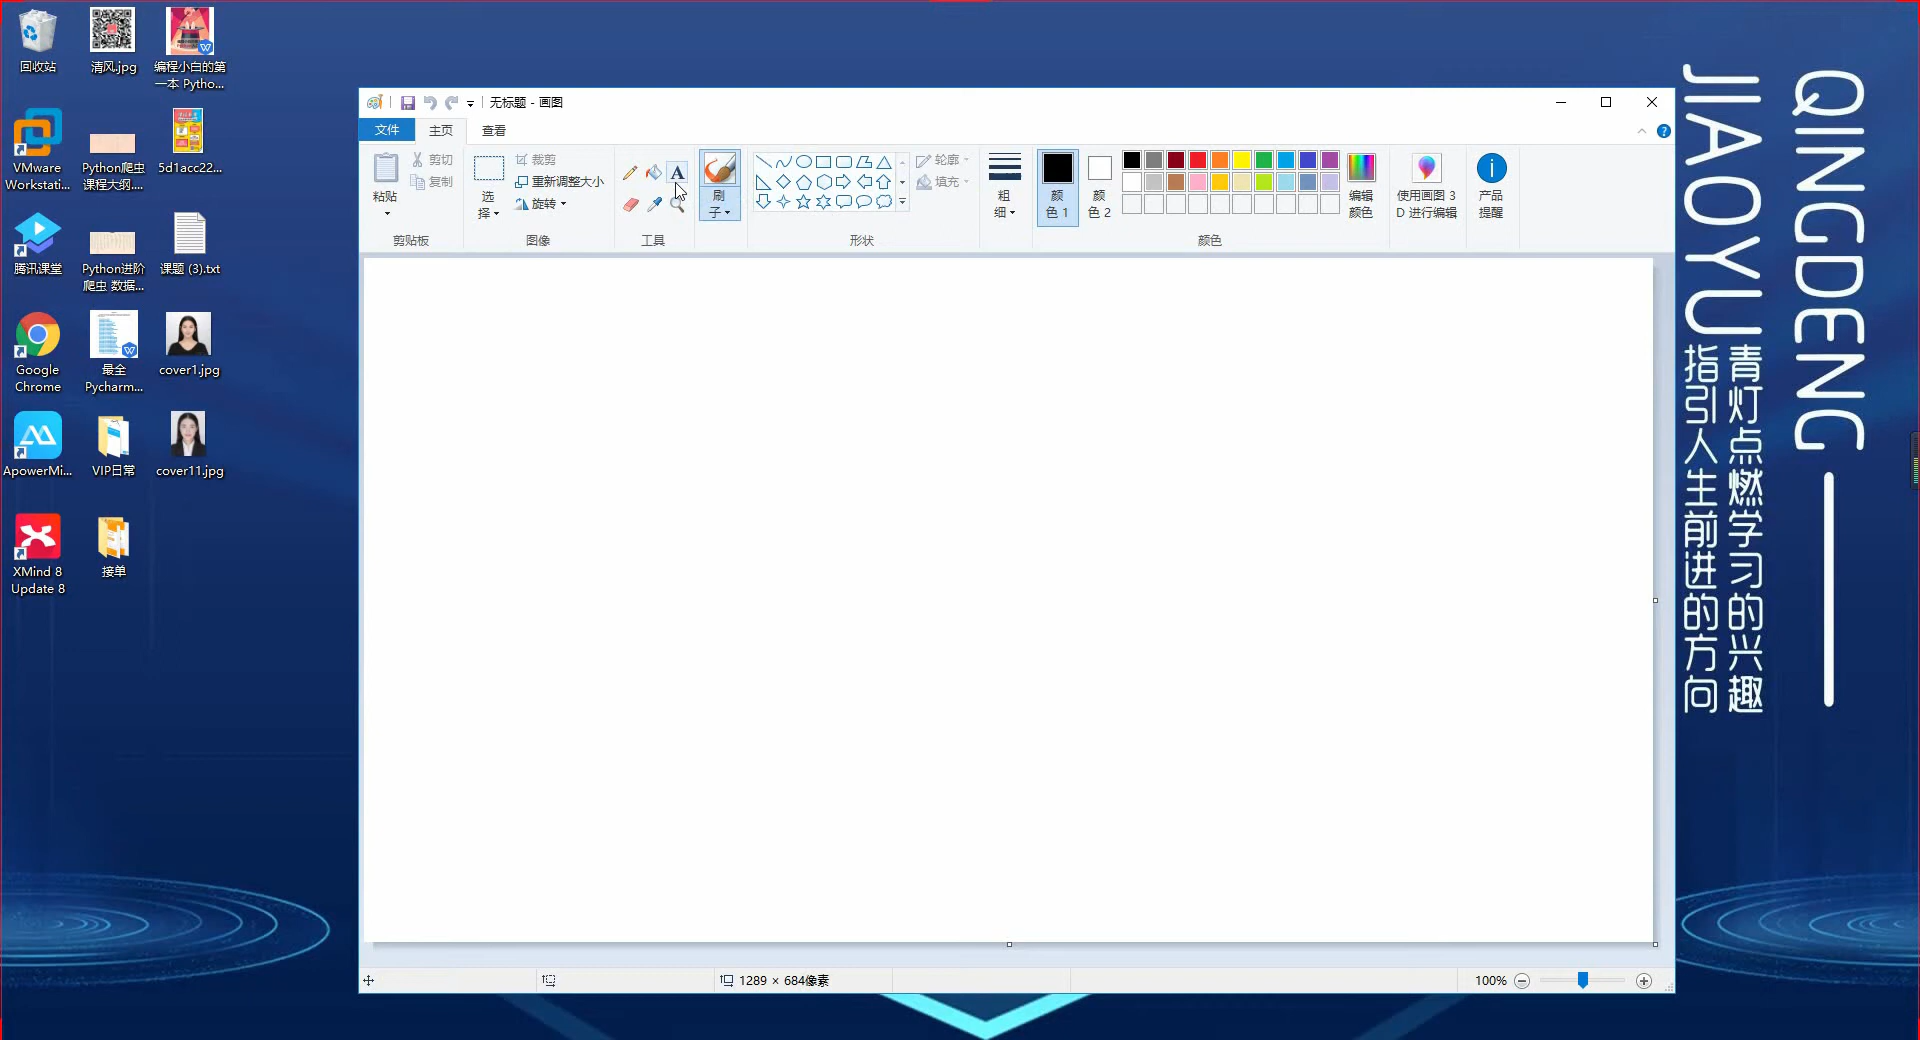 回收站
清风.jpg
编程小白的第
一本 Pytho...
VMware
Workstati...
Python爬虫
课程大纲....
5d1acc22...
腾讯课堂
Python进阶
爬虫 数据...
课题 (3).txt
Google
Chrome
最全
Pycharm...
cover1.jpg
ApowerMi...
VIP日常
cover11.jpg
XMind 8
Update 8
接单
无标题 - 画图
文件
主页
查看
粘贴
剪切
复制
剪贴板
选
择
裁剪
重新调整大小
旋转
图像
A
工具
刷
子
形状
轮廓
填充
粗
细
颜
色 1
颜
色 2
编辑
颜色
颜色
使用画图 3
D 进行编辑
产品
提醒
1289 × 684像素
100%
QINGDENG
JIAOYU
青灯点燃学习的兴趣
指引人生前进的方向